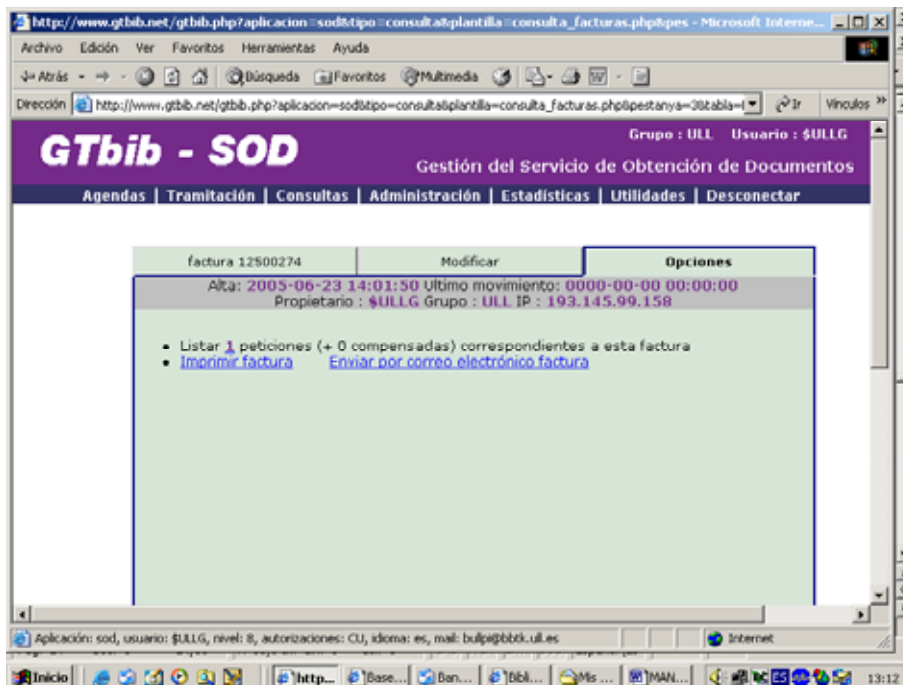 http://www.gtbib.net/gtbib.php?aplicacion=sod&tipo=consulta&plantilla=consulta_facturas.php&pes - Microsoft Interne...
Archivo Edición Ver Favoritos Herramientas Ayuda
Atrás Búsqueda Favoritos Multimedia
Dirección http://www.gtbib.net/gtbib.php?aplicacion=sod&tipo=consulta&plantilla=consulta_facturas.php&pestanya=3&tabla= Ir Vínculos »
Grupo : ULL Usuario : $ULLG
GTbib - SOD
Gestión del Servicio de Obtención de Documentos
Agendas | Tramitación | Consultas | Administración | Estadísticas | Utilidades | Desconectar
factura 12500274 Modificar Opciones
Alta: 2005-06-23 14:01:50 Ultimo movimiento: 0000-00-00 00:00:00
Propietario : $ULLG Grupo : ULL IP : 193.145.99.158
• Listar 1 peticiones (+ 0 compensadas) correspondientes a esta factura
• Imprimir factura Enviar por correo electrónico factura
Aplicación: sod, usuario: $ULLG, nivel: 8, autorizaciones: CU, idioma: es, mail: bullpi@bbtk.ull.es Internet
Inicio http... Base... Ban... Bibl... Mis ... MAN... ES 13:12